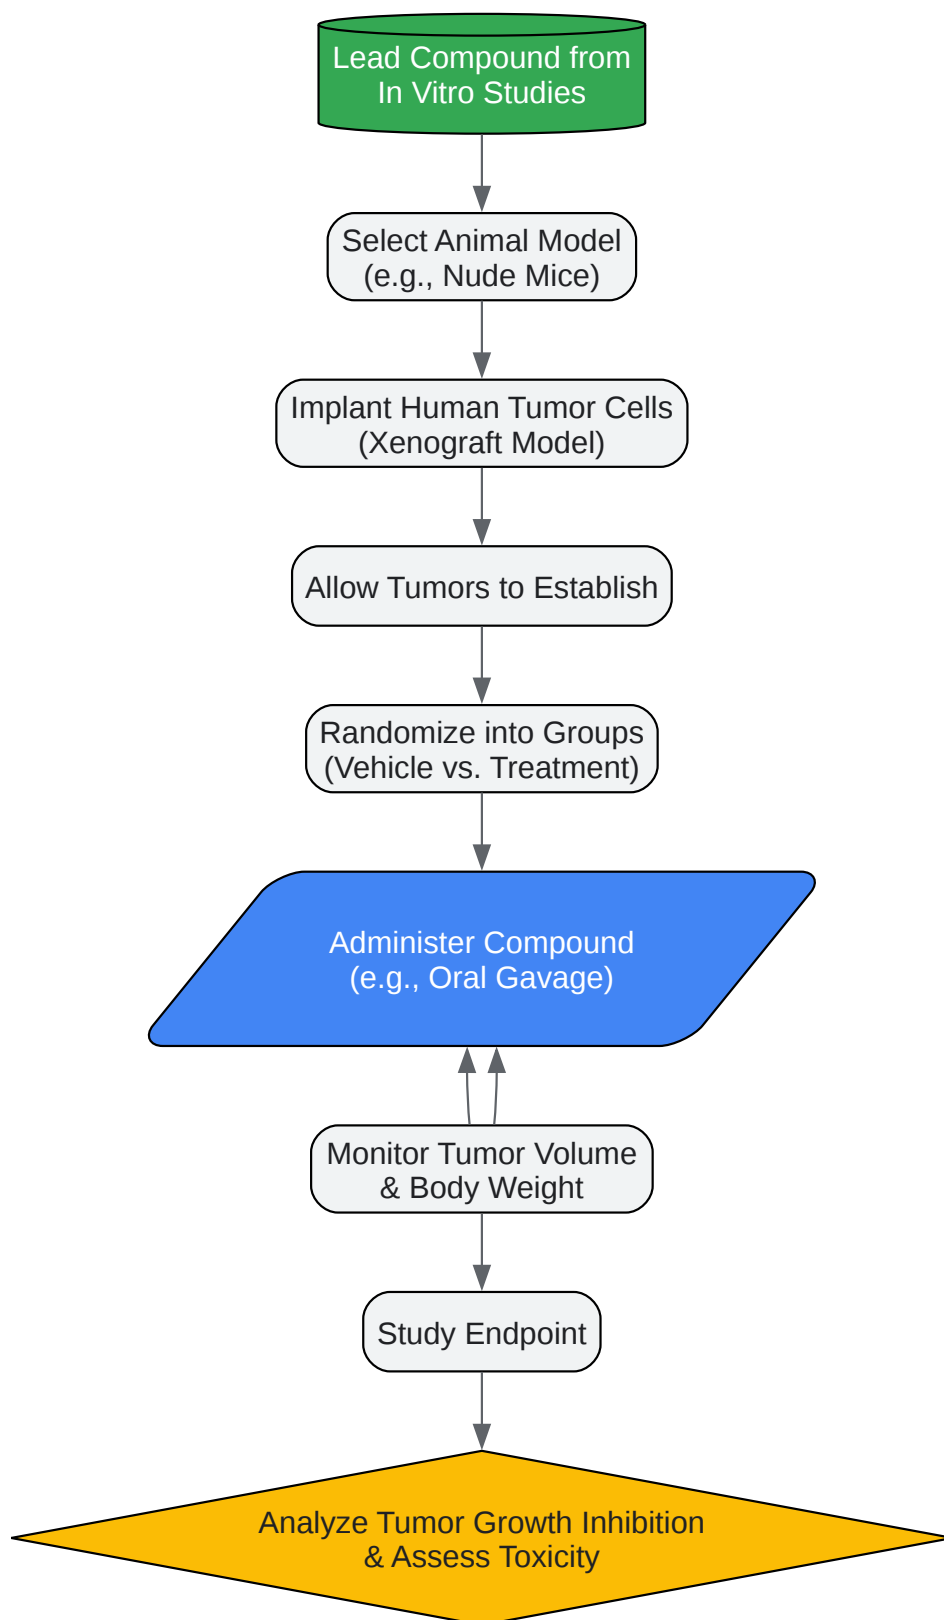 Lead Compound from
In Vitro Studies
Select Animal Model
(e.g., Nude Mice)
Implant Human Tumor Cells
(Xenograft Model)
Allow Tumors to Establish
Randomize into Groups
(Vehicle vs. Treatment)
Administer Compound
(e.g., Oral Gavage)
Monitor Tumor Volume
& Body Weight
Study Endpoint
Analyze Tumor Growth Inhibition
& Assess Toxicity